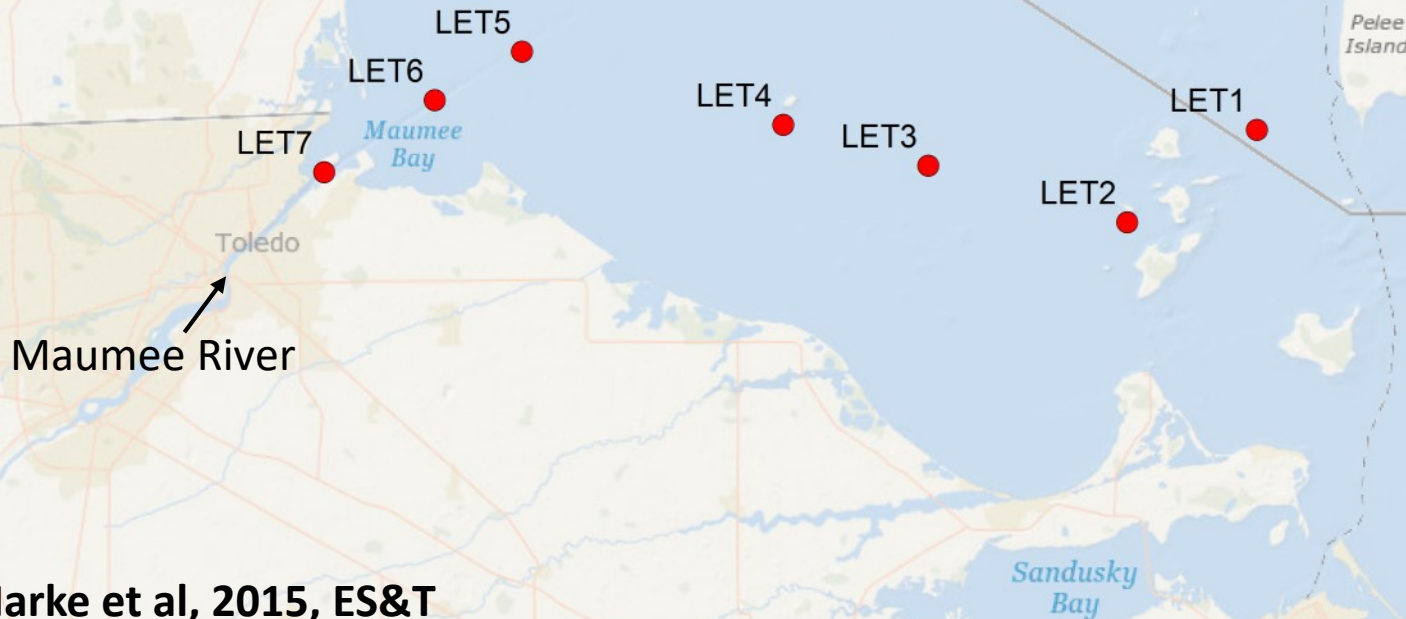 LET5
Pelee
Island
LET6
LET4
LET1
LET7
Maumee
Bay
LET3
LET2
Toledo
Maumee River
Sandusky
Bay
et al, 2015, ES&T